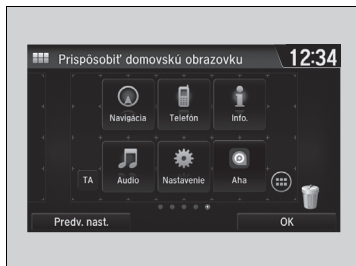 Prispôsobiť domovskú obrazovku 12:34
Navigácia Telefón Info.
TA Audio Nastavenie Aha
Predv. nast. OK